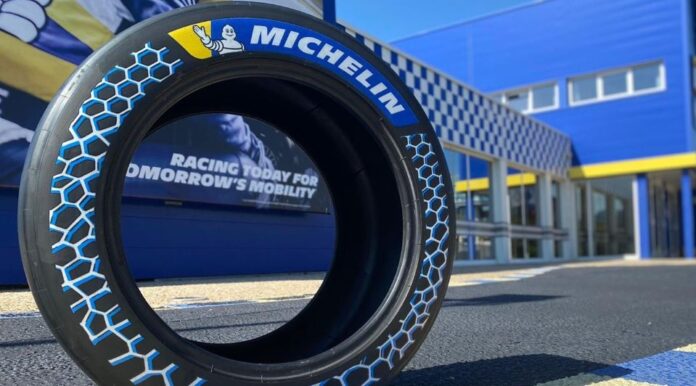 MICHELIN
RACING TODAY FOR
TOMORROW'S MOBILITY